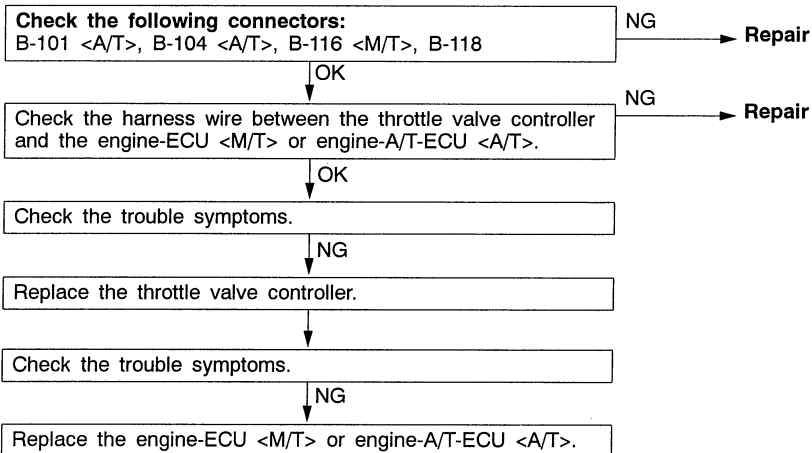 Check the following connectors:
B-101 <A/T>, B-104 <A/T>, B-116 <M/T>, B-118
NG
Repair
OK
Check the harness wire between the throttle valve controller
and the engine-ECU <M/T> or engine-A/T-ECU <A/T>.
NG
Repair
OK
Check the trouble symptoms.
NG
Replace the throttle valve controller.
Check the trouble symptoms.
NG
Replace the engine-ECU <M/T> or engine-A/T-ECU <A/T>.